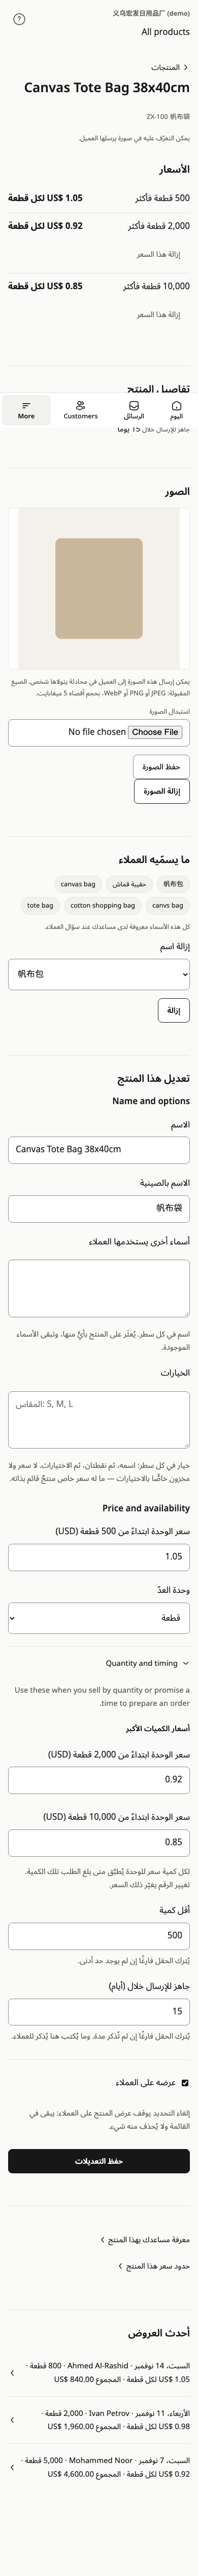 义乌宏发日用品厂 (demo)
All products
المنتجات
Canvas Tote Bag 38x40cm
ZX-100 帆布袋
يمكن التعرّف عليه في صورة يرسلها العميل.
الأسعار
500 قطعة فأكثر
US$ 1.05 لكل قطعة
2,000 قطعة فأكثر
US$ 0.92 لكل قطعة
إزالة هذا السعر
10,000 قطعة فأكثر
US$ 0.85 لكل قطعة
إزالة هذا السعر
تفاصيل المنتج
اليوم
الرسائل
Customers
More
جاهز للإرسال خلال 15 يومًا
الصور
يمكن إرسال هذه الصورة إلى العميل في محادثة يتولاها شخص. الصيغ
المقبولة: JPEG أو PNG أو WebP، بحجم أقصاه 5 ميغابايت.
استبدال الصورة
Choose File No file chosen
حفظ الصورة
إزالة الصورة
ما يسمّيه العملاء
帆布包
حقيبة قماش
canvas bag
canvs bag
cotton shopping bag
tote bag
كل هذه الأسماء معروفة لدى مساعدك عند سؤال العملاء.
إزالة اسم
帆布包
إزالة
تعديل هذا المنتج
Name and options
الاسم
Canvas Tote Bag 38x40cm
الاسم بالصينية
帆布袋
أسماء أخرى يستخدمها العملاء
اسم في كل سطر. يُعثَر على المنتج بأيٍّ منها، وتبقى الأسماء
الموجودة.
الخيارات
المقاس: S, M, L
خيار في كل سطر: اسمه، ثم نقطتان، ثم الاختيارات. لا سعر ولا
مخزون خاصًّا بالاختيارات — ما له سعر خاص منتجٌ قائم بذاته.
Price and availability
سعر الوحدة ابتداءً من 500 قطعة (USD)
1.05
وحدة العدّ
قطعة
Quantity and timing
Use these when you sell by quantity or promise a
time to prepare an order.
أسعار الكميات الأكبر
سعر الوحدة ابتداءً من 2,000 قطعة (USD)
0.92
سعر الوحدة ابتداءً من 10,000 قطعة (USD)
0.85
لكل كمية سعر للوحدة يُطبَّق متى بلغ الطلب تلك الكمية.
تغيير الرقم يغيّر ذلك السعر.
أقل كمية
500
يُترك الحقل فارغًا إن لم يوجد حد أدنى.
جاهز للإرسال خلال (أيام)
15
يُترك الحقل فارغًا إن لم تُذكر مدة. وما يُكتب هنا يُذكر للعملاء.
عرضه على العملاء
إلغاء التحديد يوقف عرض المنتج على العملاء: يبقى في
القائمة ولا يُحذف منه شيء.
حفظ التعديلات
معرفة مساعدك بهذا المنتج
حدود سعر هذا المنتج
أحدث العروض
السبت، 14 نوفمبر · Ahmed Al-Rashid · 800 قطعة ·
US$ 1.05 لكل قطعة · المجموع US$ 840.00
الأربعاء، 11 نوفمبر · Ivan Petrov · 2,000 قطعة ·
US$ 0.98 لكل قطعة · المجموع US$ 1,960.00
السبت، 7 نوفمبر · Mohammed Noor · 5,000 قطعة ·
US$ 0.92 لكل قطعة · المجموع US$ 4,600.00